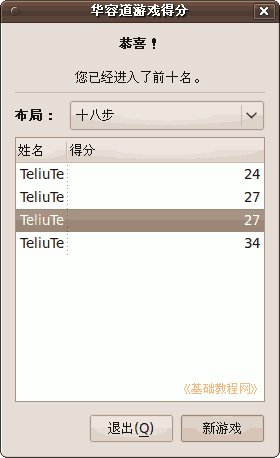 华容道游戏得分
恭喜！
您已经进入了前十名。
布局： 十八步
姓名 得分
TeliuTe 24
TeliuTe 27
TeliuTe 27
TeliuTe 34
《基础教程网》
退出(Q) 新游戏